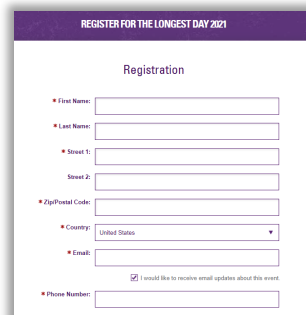 REGISTER FOR THE LONGEST DAY 2021
Registration
* First Name:
* Last Name:
* Street 1:
Street 2:
* Zip/Postal Code:
* Country: United States
* Email:
I would like to receive email updates about this event
* Phone Number: